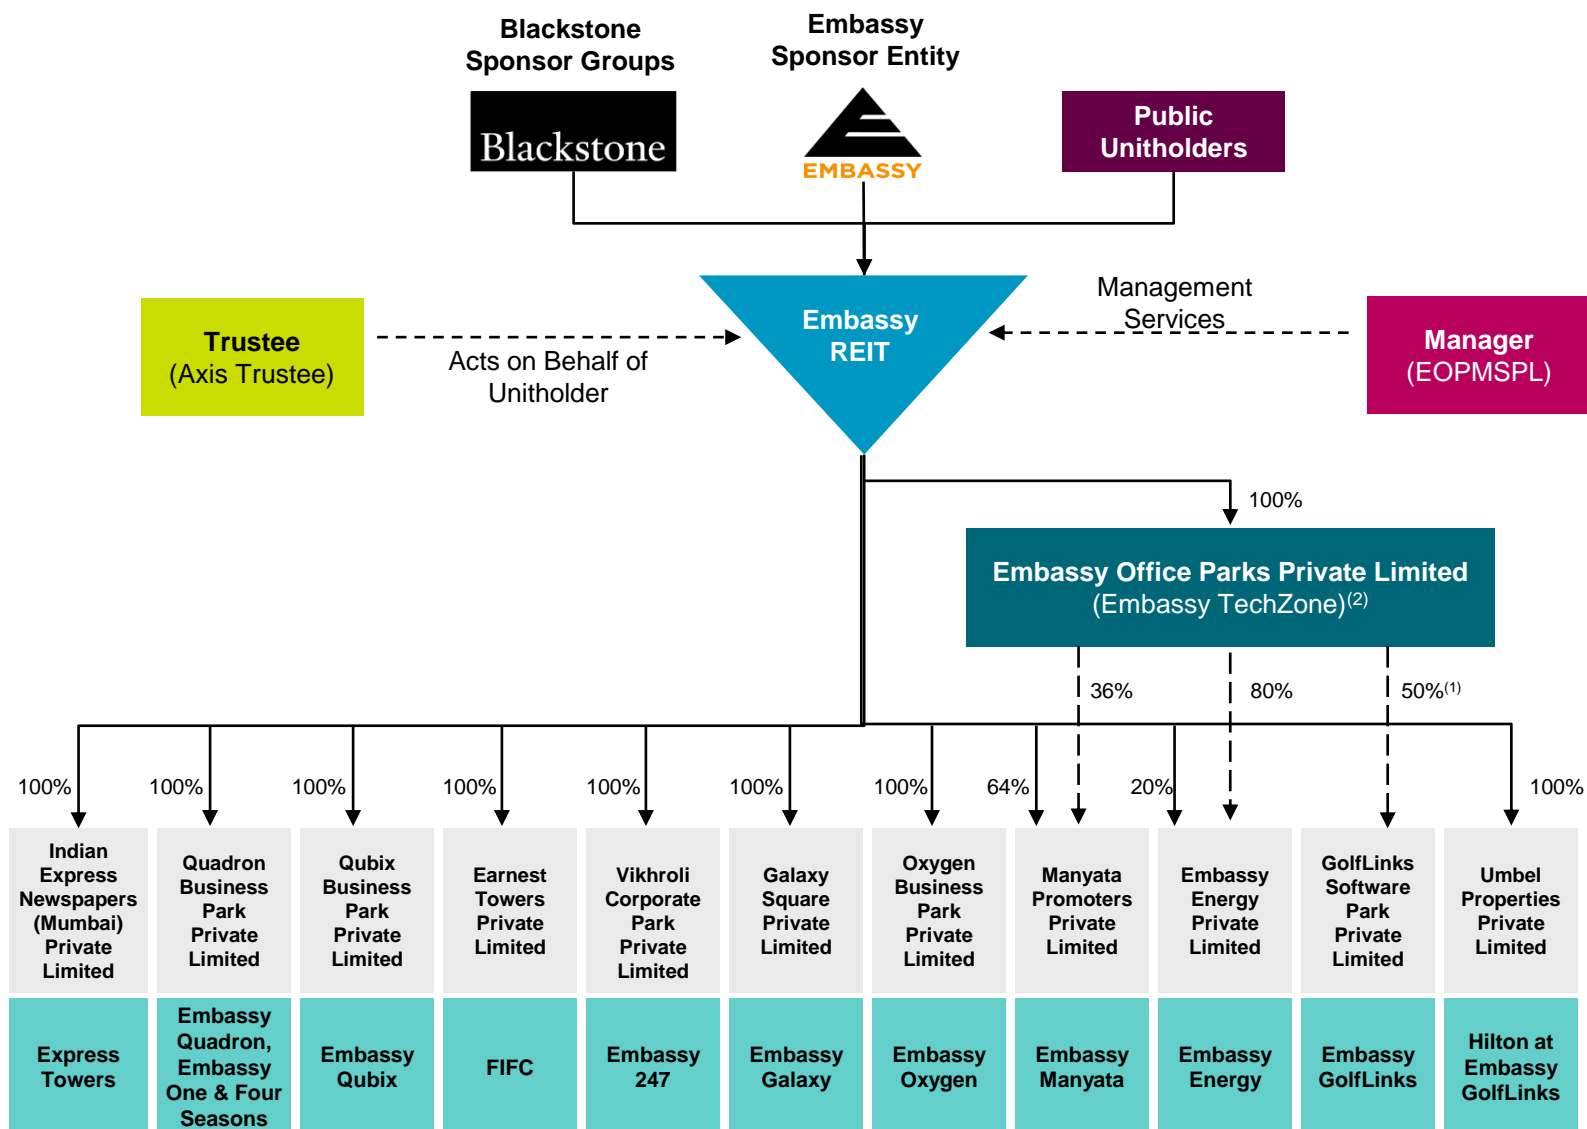 Blackstone
Sponsor Groups
Embassy
Sponsor Entity
Blackstone
EMBASSY
Public
Unitholders
Embassy
REIT
Management
Services
Trustee
(Axis Trustee)
Acts on Behalf of
Unitholder
Manager
(EOPMSPL)
100%
Embassy Office Parks Private Limited
(Embassy TechZone)(2)
36%
80%
50%(1)
100%
100%
100%
100%
100%
100%
100%
64%
20%
100%
Indian
Express
Newspapers
(Mumbai)
Private
Limited
Quadron
Business
Park
Private
Limited
Qubix
Business
Park
Private
Limited
Earnest
Towers
Private
Limited
Vikhroli
Corporate
Park
Private
Limited
Galaxy
Square
Private
Limited
Oxygen
Business
Park
Private
Limited
Manyata
Promoters
Private
Limited
Embassy
Energy
Private
Limited
GolfLinks
Software
Park
Private
Limited
Umbel
Properties
Private
Limited
Express
Towers
Embassy
Quadron,
Embassy
One & Four
Seasons
Embassy
Qubix
FIFC
Embassy
247
Embassy
Galaxy
Embassy
Oxygen
Embassy
Manyata
Embassy
Energy
Embassy
GolfLinks
Hilton at
Embassy
GolfLinks